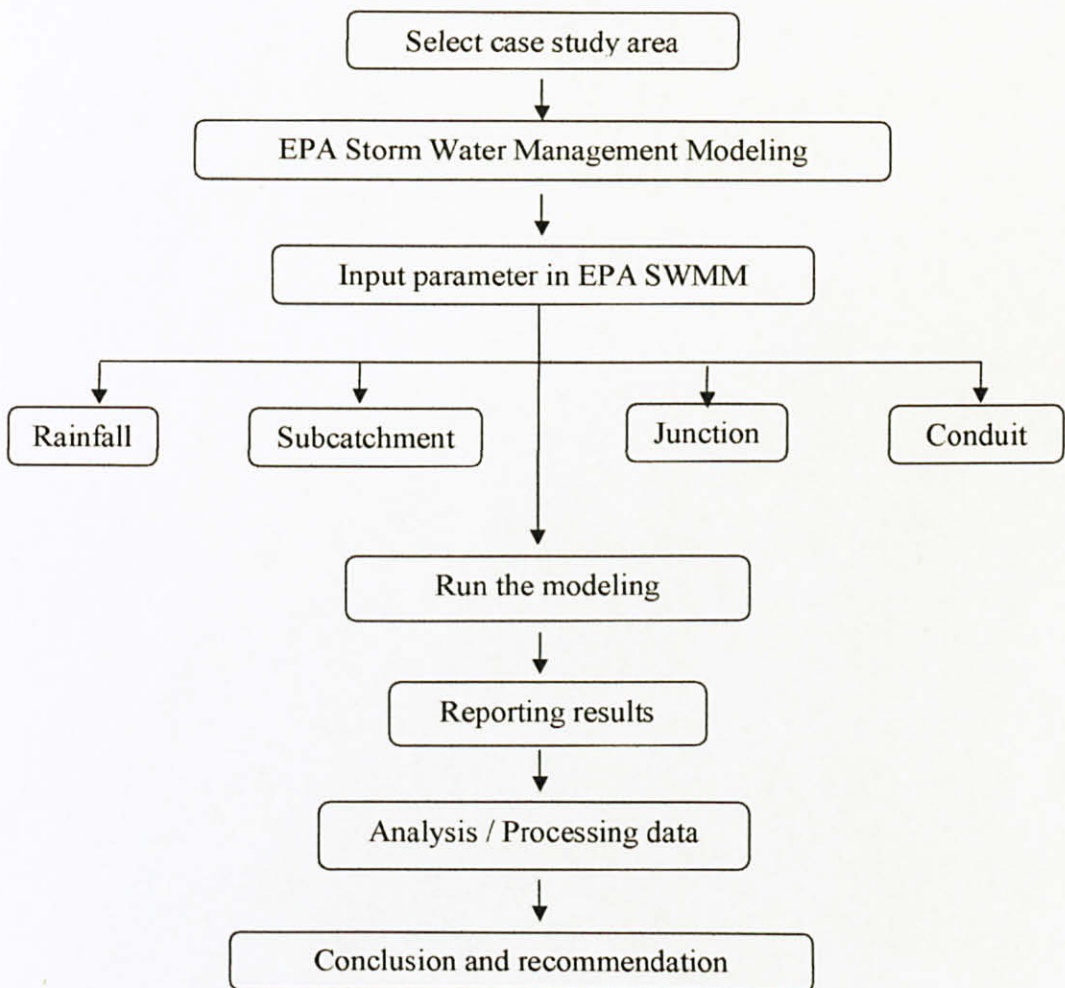 Select case study area
EPA Storm Water Management Modeling
Input parameter in EPA SWMM
Rainfall
Subcatchment
Junction
Conduit
Run the modeling
Reporting results
Analysis / Processing data
Conclusion and recommendation